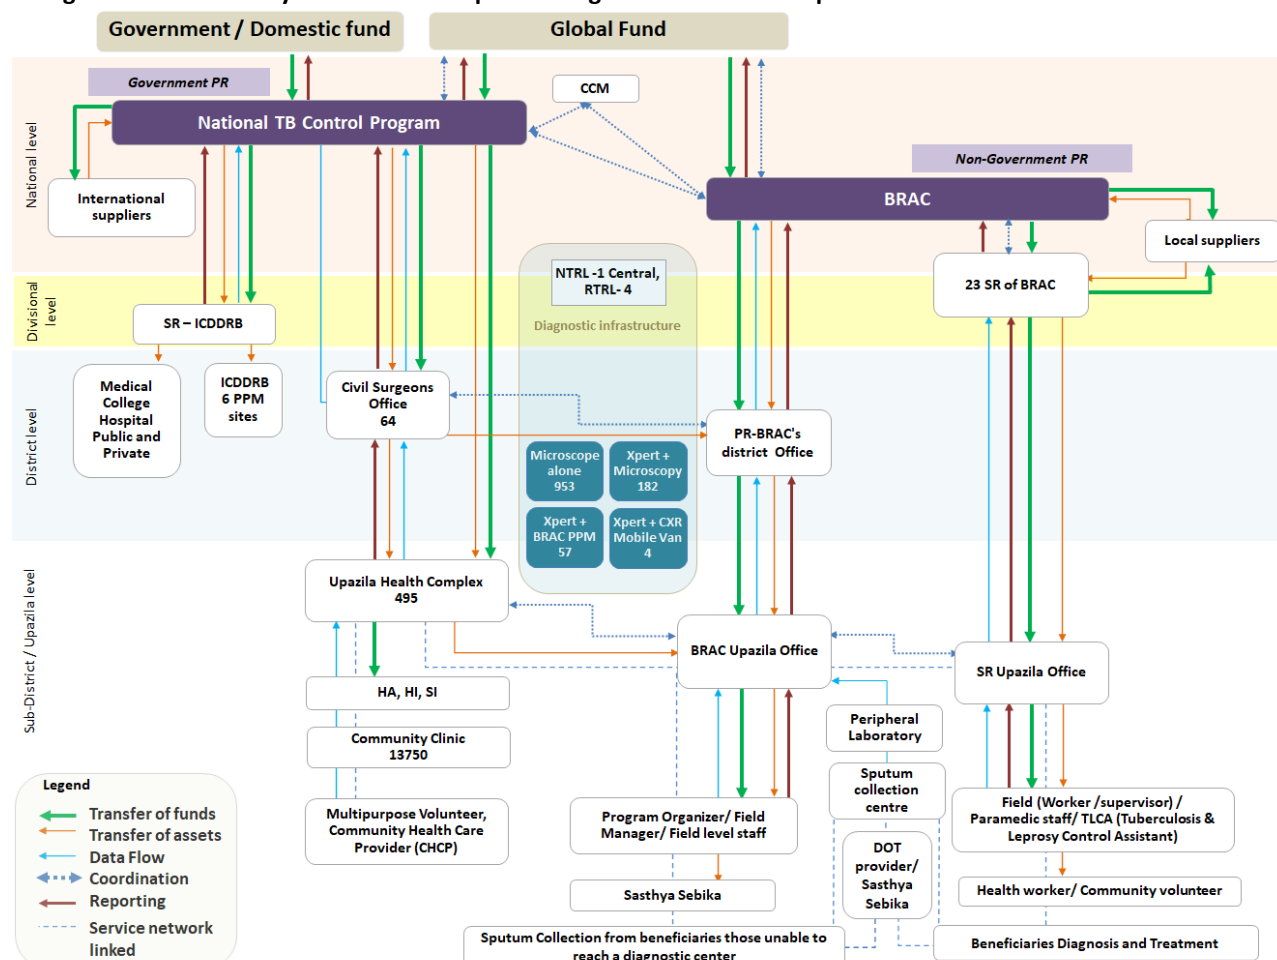 Government / Domestic fund
Global Fund
Government PR
CCM
National TB Control Program
Non-Government PR
National level
International
suppliers
BRAC
Local suppliers
NTRL -1 Central,
RTRL- 4
23 SR of BRAC
Divisional
level
SR – ICDDRB
Diagnostic infrastructure
Medical
College
Hospital
Public and
Private
ICDDRB
6 PPM
sites
Civil Surgeons
Office
64
District level
PR-BRAC's
district Office
Microscope
alone
953
Xpert +
Microscopy
182
Xpert +
BRAC PPM
57
Xpert + CXR
Mobile Van
4
Upazila Health Complex
495
Sub-District / Upazila level
BRAC Upazila Office
SR Upazila Office
HA, HI, SI
Community Clinic
13750
Peripheral
Laboratory
Sputum
collection
centre
Multipurpose Volunteer,
Community Health Care
Provider (CHCP)
Program Organizer/ Field
Manager/ Field level staff
Field (Worker /supervisor) /
Paramedic staff/ TLCA (Tuberculosis &
Leprosy Control Assistant)
DOT
provider/
Sasthya
Sebika
Sasthya Sebika
Health worker/ Community volunteer
Sputum Collection from beneficiaries those unable to
reach a diagnostic center
Beneficiaries Diagnosis and Treatment
Legend
Transfer of funds
Transfer of assets
Data Flow
Coordination
Reporting
Service network
linked